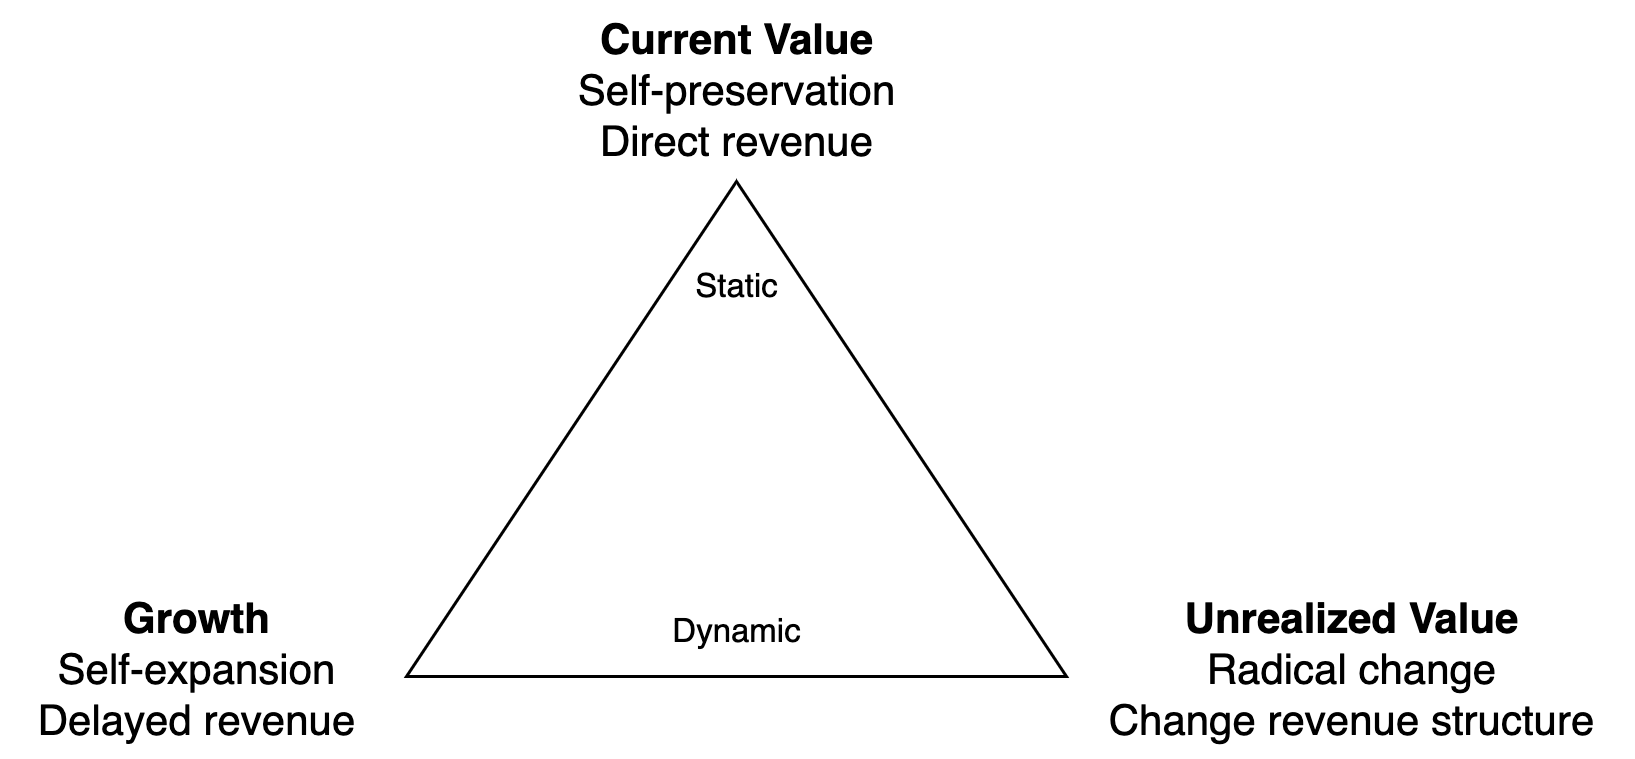 Current Value
Self-preservation
Direct revenue
Static
Dynamic
Growth
Self-expansion
Delayed revenue
Unrealized Value
Radical change
Change revenue structure